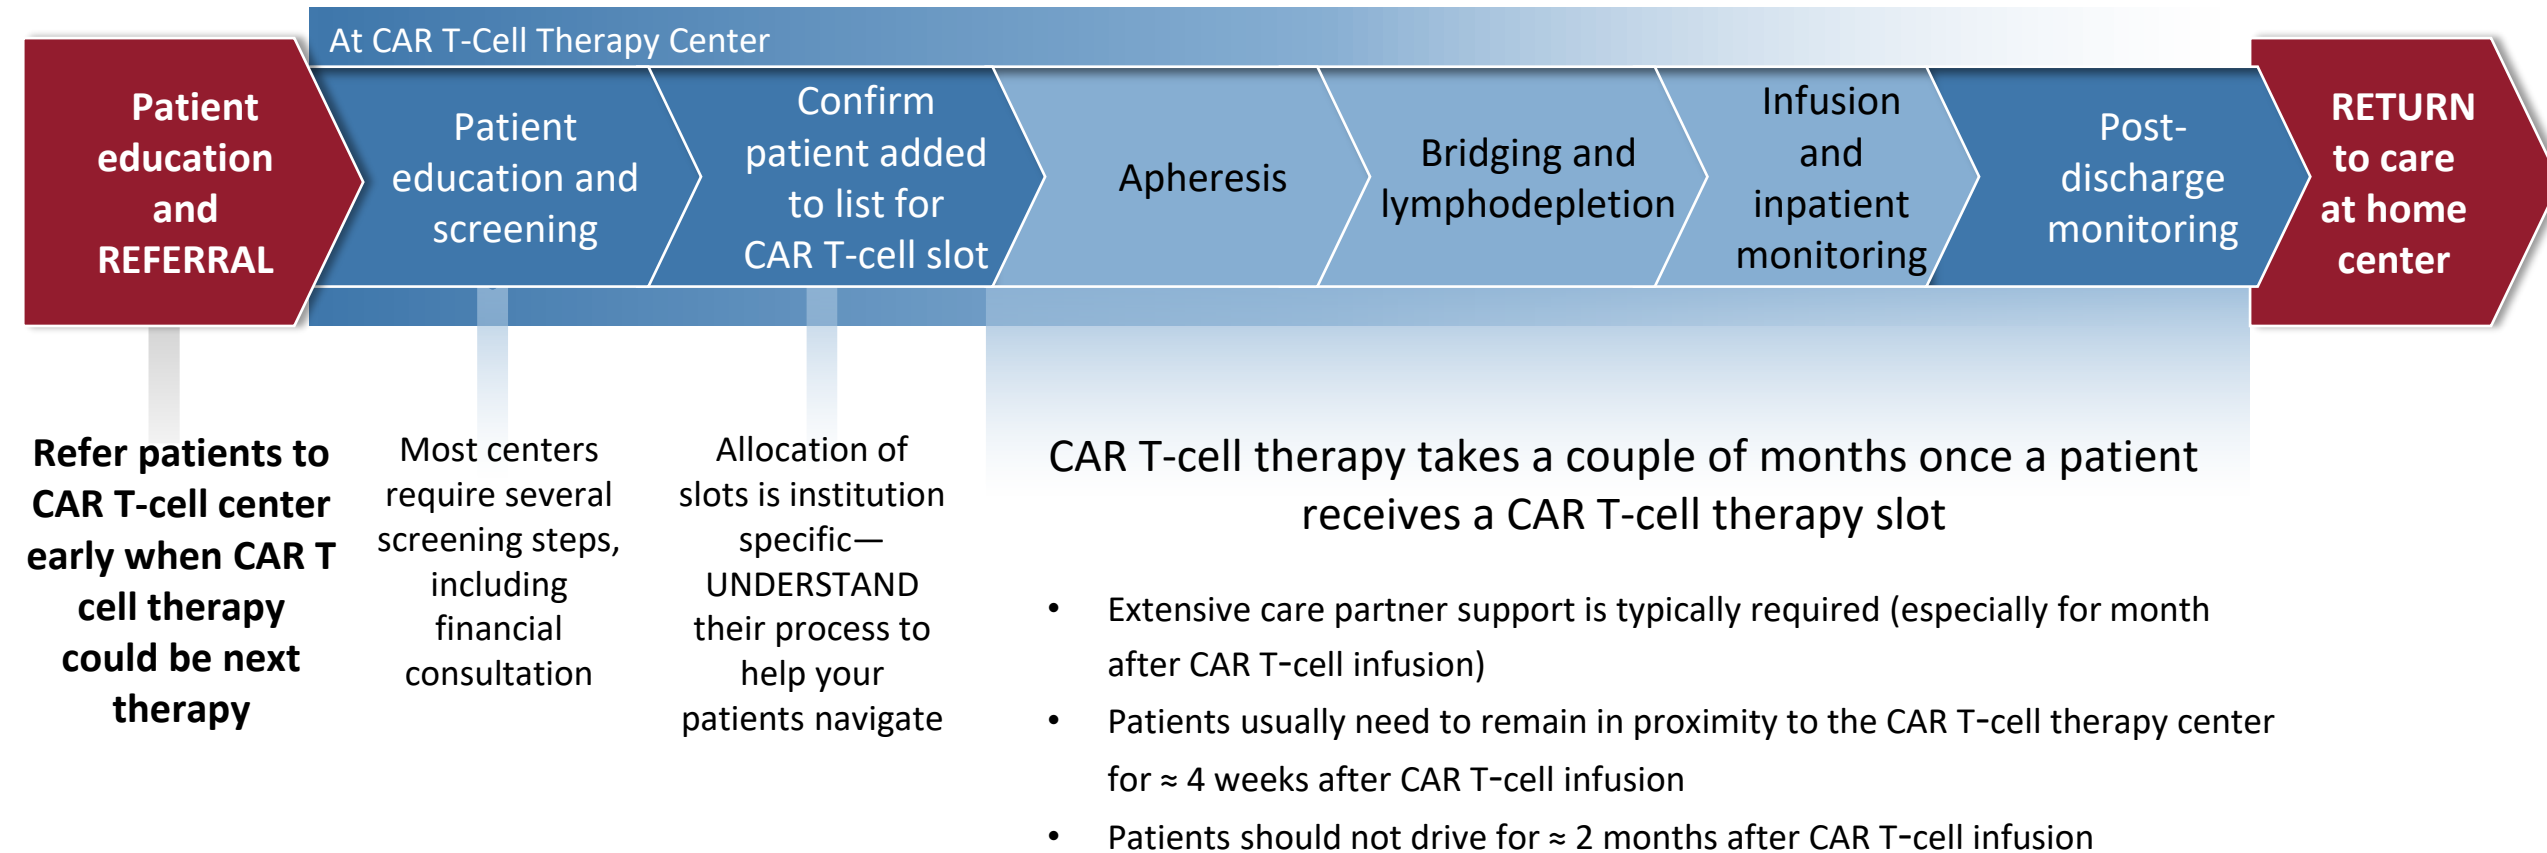 At CAR T-Cell Therapy Center
Patient
education
and
REFERRAL
Patient
education and
screening
Confirm
patient added
to list for
CAR T-cell slot
Apheresis
Bridging and
lymphodepletion
Infusion
and
inpatient
monitoring
Post-
discharge
monitoring
RETURN
to care
at home
center
Refer patients to
CAR T-cell center
early when CAR T
cell therapy
could be next
therapy
Most centers
require several
screening steps,
including
financial
consultation
Allocation of
slots is institution
specific—
UNDERSTAND
their process to
help your
patients navigate
CAR T-cell therapy takes a couple of months once a patient
receives a CAR T-cell therapy slot
• Extensive care partner support is typically required (especially for month
after CAR T-cell infusion)
• Patients usually need to remain in proximity to the CAR T-cell therapy center
for ≈ 4 weeks after CAR T-cell infusion
• Patients should not drive for ≈ 2 months after CAR T-cell infusion